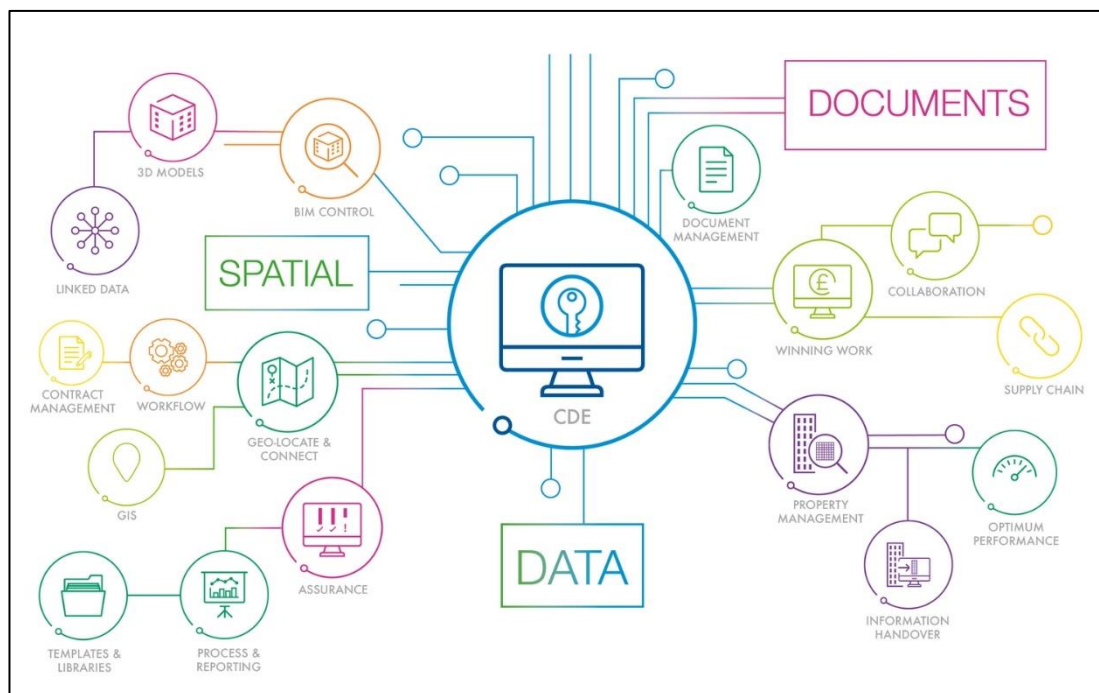 DOCUMENTS
3D MODELS
BIM CONTROL
DOCUMENT
MANAGEMENT
LINKED DATA
SPATIAL
COLLABORATION
WINNING WORK
SUPPLY CHAIN
CONTRACT
MANAGEMENT
WORKFLOW
GEO-LOCATE &
CONNECT
CDE
£
GIS
PROPERTY
MANAGEMENT
OPTIMUM
PERFORMANCE
ASSURANCE
DATA
INFORMATION
HANDOVER
TEMPLATES &
LIBRARIES
PROCESS &
REPORTING